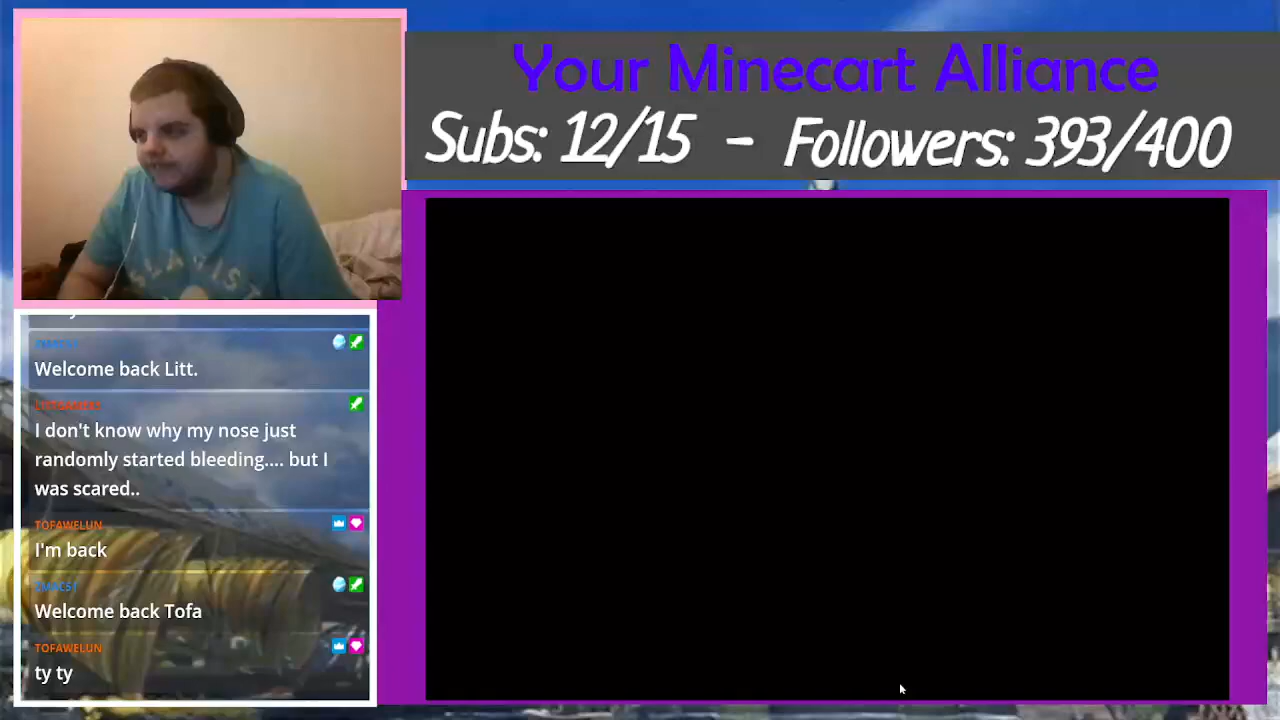 Your Minecart Alliance
Subs: 12/15 - Followers: 393/400
Welcome back Litt.
I don't know why my nose just
randomly started bleeding.... but I
was scared..
TOFAWELUN
I'm back
Welcome back Tofa
TOFAWELUN
ty ty